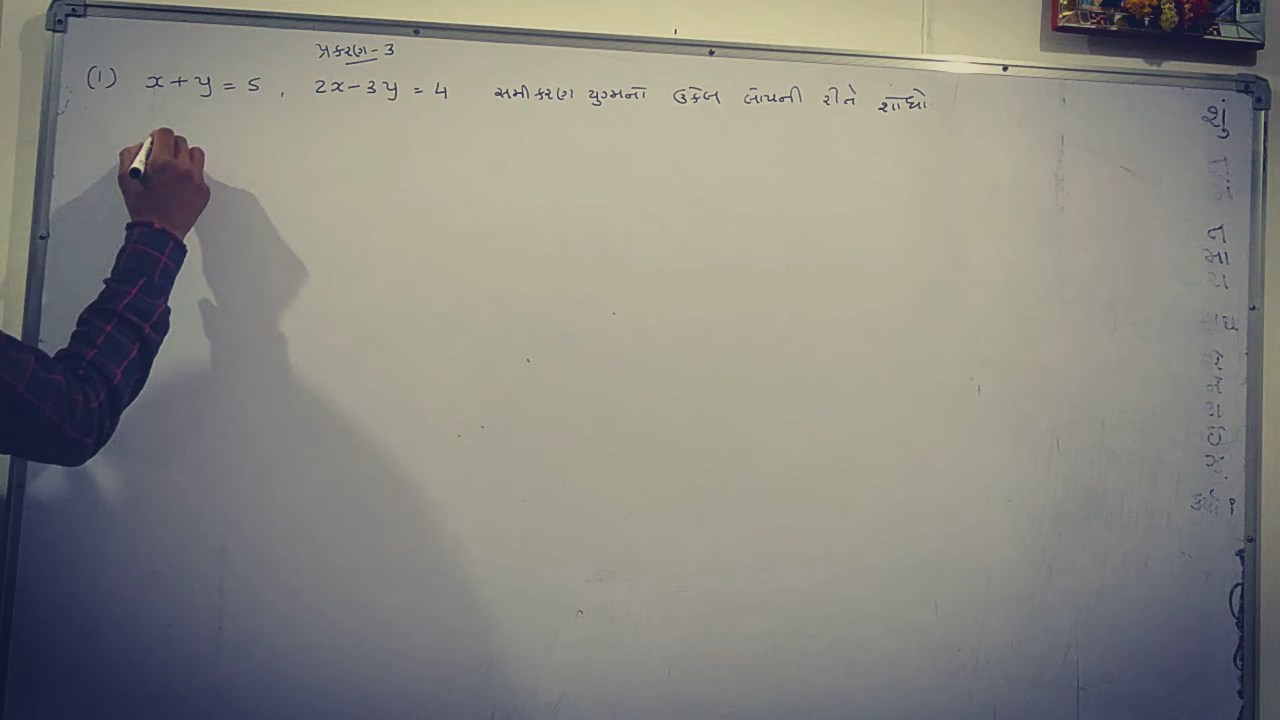 પ્રકરણ - 3
(1) x + y = 5 , 2x - 3y = 4 સમીકરણ યુગ્મનો ઉકેલ લોપની રીતે શોધો.
શું